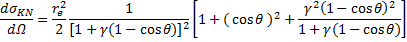 dσ_KN/dΩ = r_e^2/2 1/[1 + γ(1 − cosθ)]^2 [1 + (cosθ)^2 + γ^2(1−cosθ)^2/1 + γ(1−cosθ)]